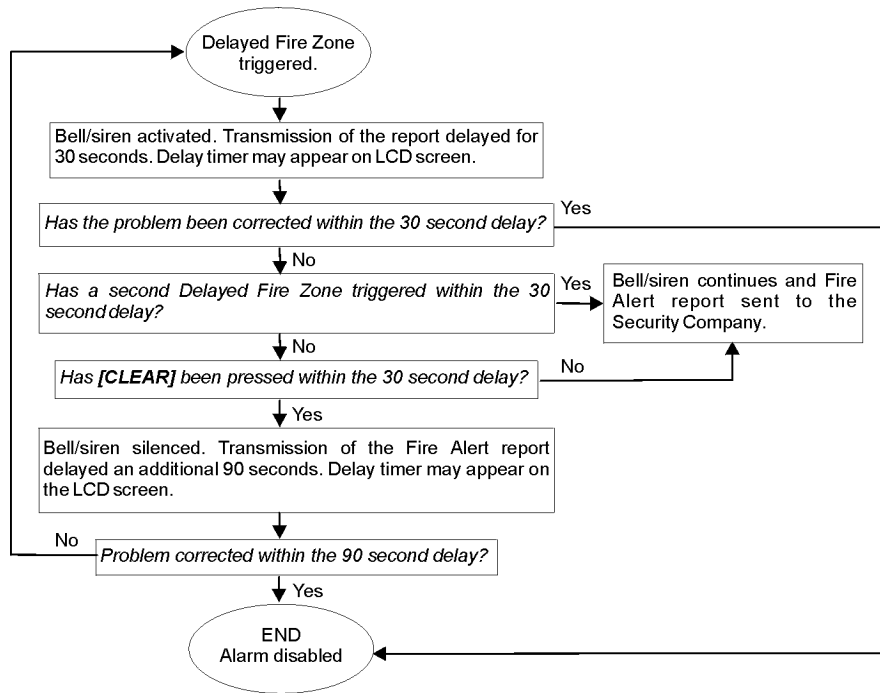 Delayed Fire Zone
triggered.
Bell/siren activated. Transmission of the report delayed for
30 seconds. Delay timer may appear on LCD screen.
Has the problem been corrected within the 30 second delay?
Yes
No
Has a second Delayed Fire Zone triggered within the 30
second delay?
Yes
Bell/siren continues and Fire
Alert report sent to the
Security Company.
No
Has [CLEAR] been pressed within the 30 second delay?
No
Yes
Bell/siren silenced. Transmission of the Fire Alert report
delayed an additional 90 seconds. Delay timer may appear on
the LCD screen.
No
Problem corrected within the 90 second delay?
Yes
END
Alarm disabled